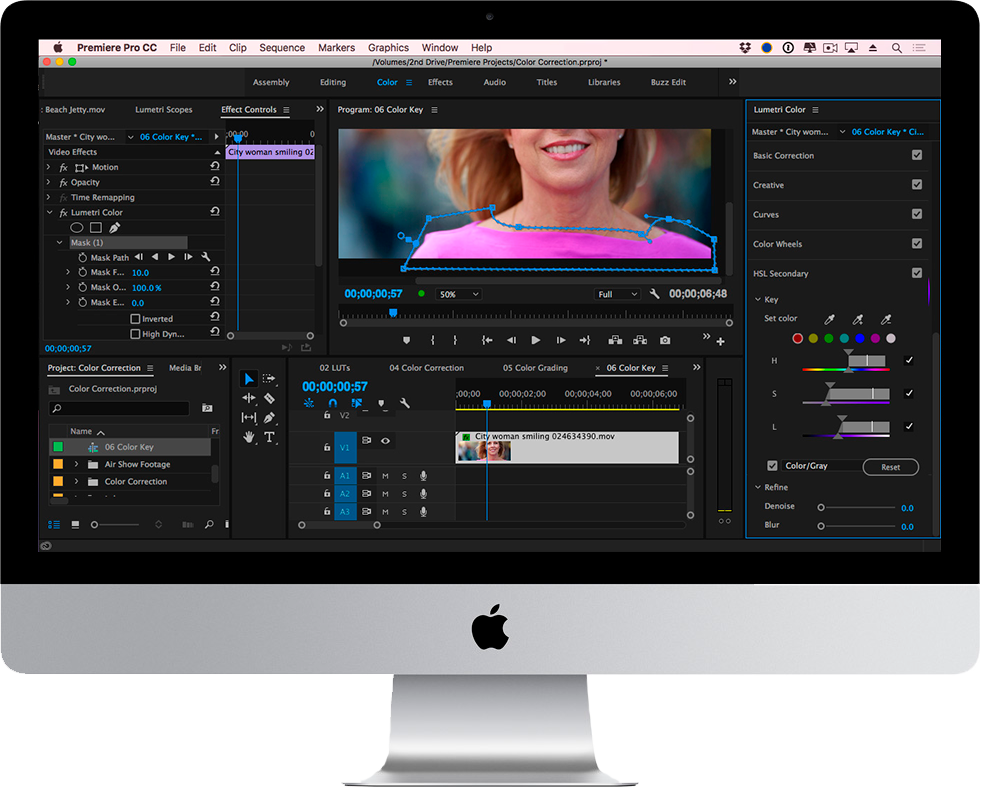 Premiere Pro CC File Edit Clip Sequence Markers Graphics Window Help
/Volumes/2nd Drive/Premiere Projects/Color Correction.prproj *
Assembly Editing Color Effects Audio Titles Libraries Buzz Edit
: Beach Jetty.mov Lumetri Scopes Effect Controls
Master * City wo... 06 Color Key *...
;00;00 0
Video Effects
City woman smiling 02
fx Motion
fx Opacity
fx Time Remapping
fx Lumetri Color
Mask (1)
Mask Path
Mask F... 10.0
Mask O... 100.0 %
Mask E... 0.0
Inverted
High Dyn...
00;00;00;57
Program: 06 Color Key
00;00;00;57 50% Full 00;00;06;48
Lumetri Color
Master * City wom... 06 Color Key * Cl...
Basic Correction
Creative
Curves
Color Wheels
HSL Secondary
Key
Set color
H
S
L
Color/Gray Reset
Refine
Denoise 0.0
Blur 0.0
Project: Color Correction Media Br
Color Correction.prproj
Name Fr
06 Color Key
Air Show Footage
Color Correction
02 LUTs 04 Color Correction 05 Color Grading × 06 Color Key
00;00;00;57
;00;00 00;00;02;00 00;00;04;00 00;00;06;00
V2
V1
fx City woman smiling 024634390.mov
A1 M S
A2 M S
A3 M S